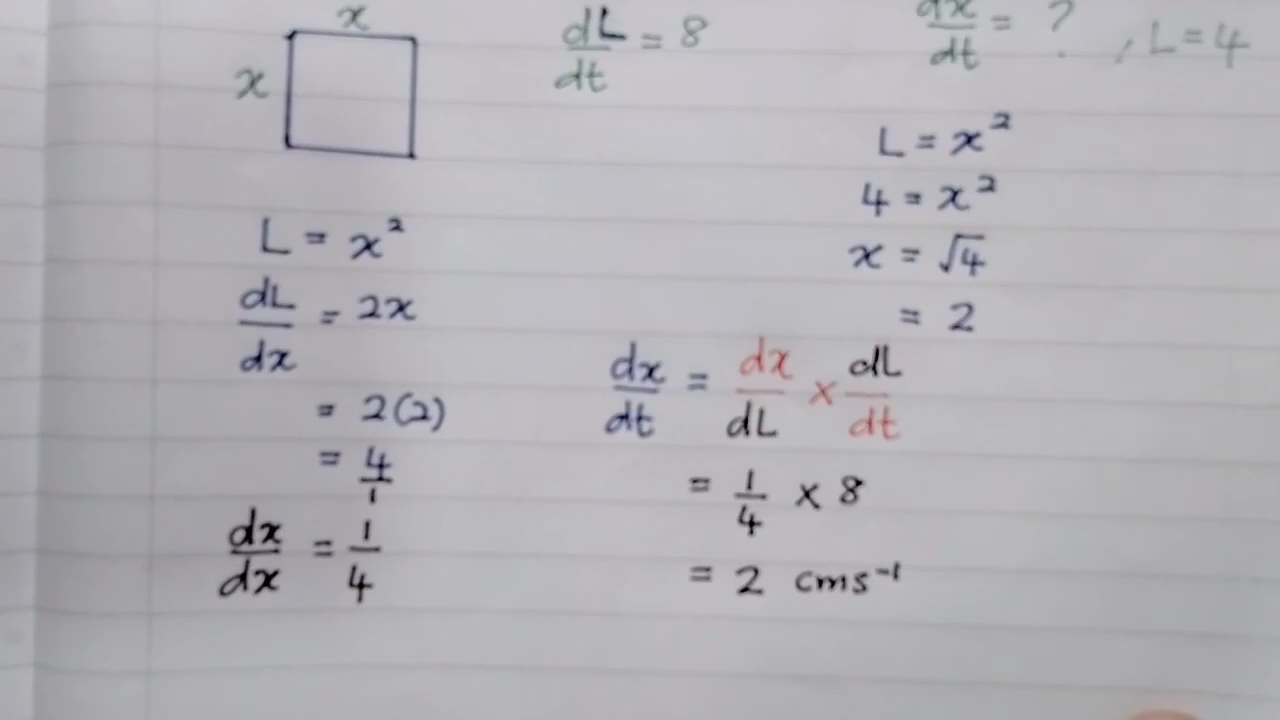 x
x
dL/dt = 8
dx/dt = ? , L = 4
L = x²
4 = x²
x = √4
= 2
L = x²
dL/dx = 2x
= 2(2)
= 4/1
dx/dx = 1/4
dx/dt = dx/dL × dL/dt
= 1/4 × 8
= 2 cms⁻¹